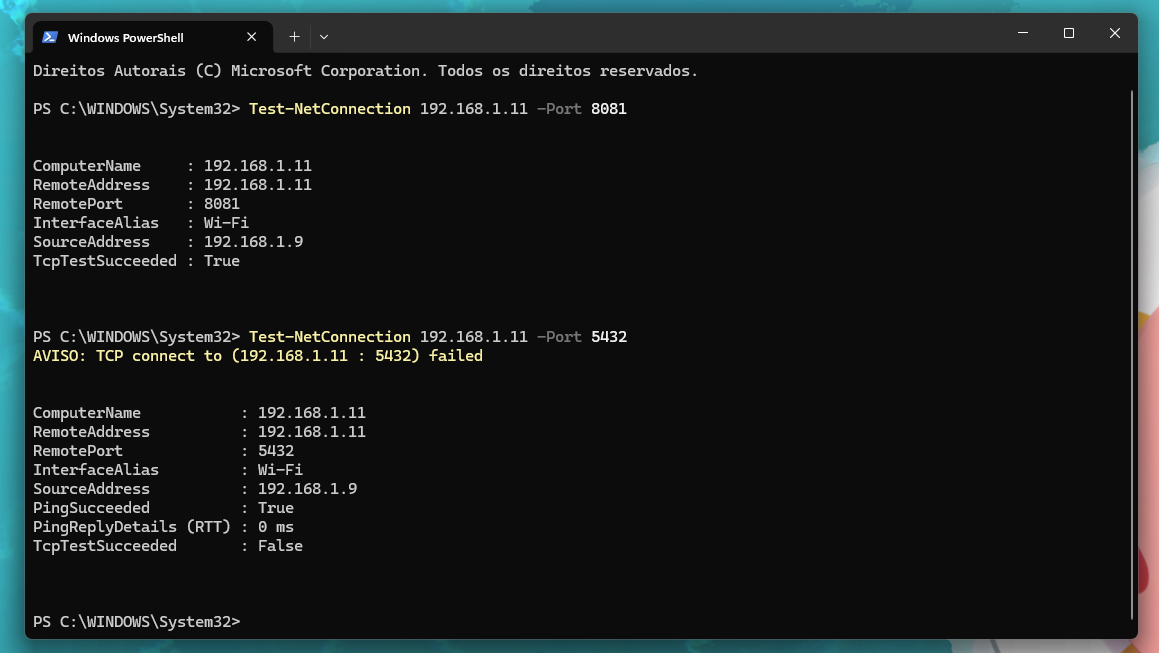 Windows PowerShell
Direitos Autorais (C) Microsoft Corporation. Todos os direitos reservados.
PS C:\WINDOWS\System32> Test-NetConnection 192.168.1.11 -Port 8081
ComputerName     : 192.168.1.11
RemoteAddress    : 192.168.1.11
RemotePort       : 8081
InterfaceAlias   : Wi-Fi
SourceAddress    : 192.168.1.9
TcpTestSucceeded : True
PS C:\WINDOWS\System32> Test-NetConnection 192.168.1.11 -Port 5432
AVISO: TCP connect to (192.168.1.11 : 5432) failed
ComputerName           : 192.168.1.11
RemoteAddress          : 192.168.1.11
RemotePort             : 5432
InterfaceAlias         : Wi-Fi
SourceAddress          : 192.168.1.9
PingSucceeded          : True
PingReplyDetails (RTT) : 0 ms
TcpTestSucceeded       : False
PS C:\WINDOWS\System32>